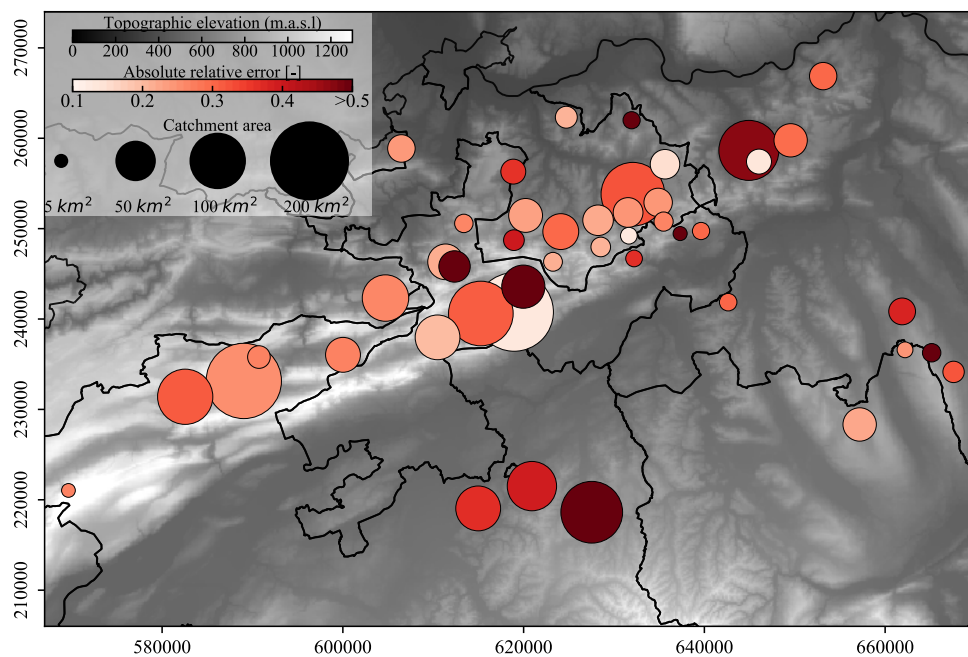 Topographic elevation (m.a.s.l)
0 200 400 600 800 1000 1200
Absolute relative error [-]
0.1 0.2 0.3 0.4 >0.5
Catchment area
5 km² 50 km² 100 km² 200 km²
270000
260000
250000
240000
230000
220000
210000
580000 600000 620000 640000 660000